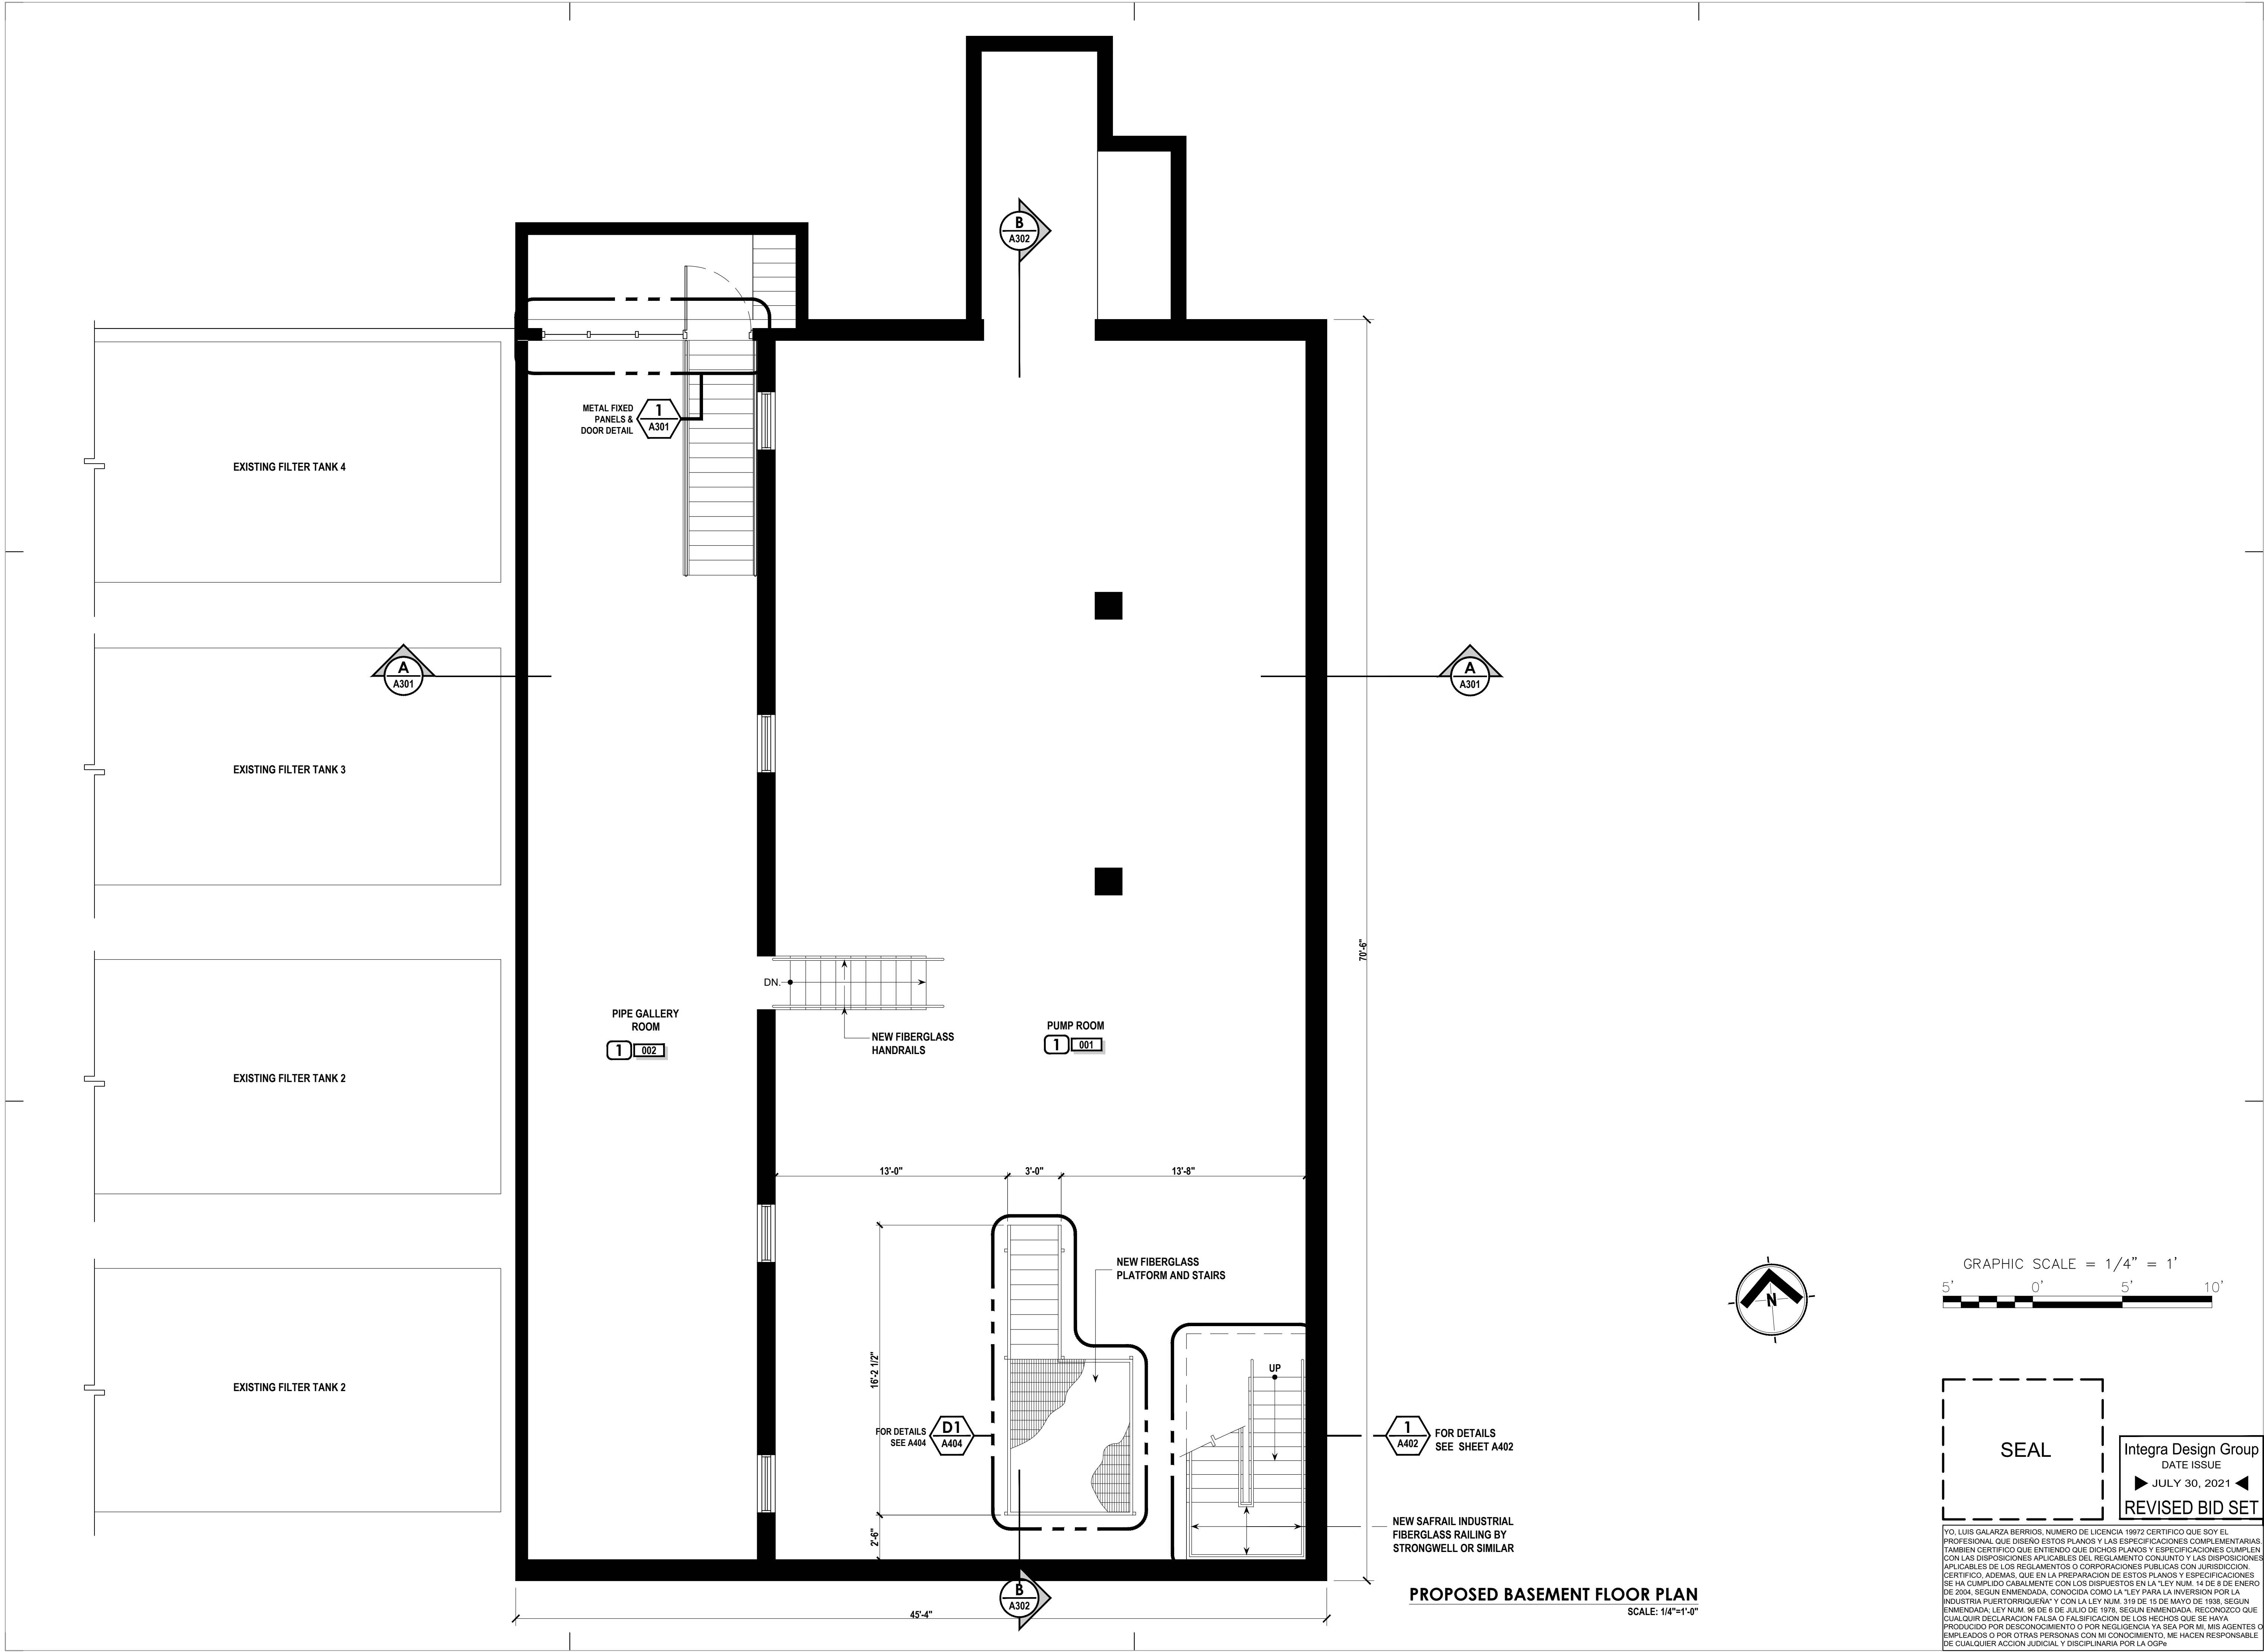 B
A302
METAL FIXED
PANELS &
DOOR DETAIL
1
A301
EXISTING FILTER TANK 4
A
A301
A
A301
EXISTING FILTER TANK 3
70'-6"
DN.
PIPE GALLERY
ROOM
1
002
NEW FIBERGLASS
HANDRAILS
PUMP ROOM
1
001
EXISTING FILTER TANK 2
13'-0"
3'-0"
13'-8"
NEW FIBERGLASS
PLATFORM AND STAIRS
16'-2 1/2"
UP
EXISTING FILTER TANK 2
FOR DETAILS
SEE A404
D1
A404
1
A402
FOR DETAILS
SEE SHEET A402
2'-6"
NEW SAFRAIL INDUSTRIAL
FIBERGLASS RAILING BY
STRONGWELL OR SIMILAR
B
A302
45'-4"
PROPOSED BASEMENT FLOOR PLAN
SCALE: 1/4"=1'-0"
N
GRAPHIC SCALE = 1/4" = 1'
5' 0' 5' 10'
SEAL
Integra Design Group
DATE ISSUE
JULY 30, 2021
REVISED BID SET
YO, LUIS GALARZA BERRIOS, NUMERO DE LICENCIA 19972 CERTIFICO QUE SOY EL
PROFESIONAL QUE DISEÑO ESTOS PLANOS Y LAS ESPECIFICACIONES COMPLEMENTARIAS.
TAMBIEN CERTIFICO QUE ENTIENDO QUE DICHOS PLANOS Y ESPECIFICACIONES CUMPLEN
CON LAS DISPOSICIONES APLICABLES DEL REGLAMENTO CONJUNTO Y LAS DISPOSICIONES
APLICABLES DE LOS REGLAMENTOS O CORPORACIONES PUBLICAS CON JURISDICCION.
CERTIFICO, ADEMAS, QUE EN LA PREPARACION DE ESTOS PLANOS Y ESPECIFICACIONES
SE HA CUMPLIDO CABALMENTE CON LOS DISPUESTOS EN LA "LEY NUM. 14 DE 8 DE ENERO
DE 2004, SEGUN ENMENDADA, CONOCIDA COMO LA "LEY PARA LA INVERSION POR LA
INDUSTRIA PUERTORRIQUEÑA" Y CON LA LEY NUM. 319 DE 15 DE MAYO DE 1938, SEGUN
ENMENDADA; LEY NUM. 96 DE 6 DE JULIO DE 1978, SEGUN ENMENDADA. RECONOZCO QUE
CUALQUIR DECLARACION FALSA O FALSIFICACION DE LOS HECHOS QUE SE HAYA
PRODUCIDO POR DESCONOCIMIENTO O POR NEGLIGENCIA YA SEA POR MI, MIS AGENTES O
EMPLEADOS O POR OTRAS PERSONAS CON MI CONOCIMIENTO, ME HACEN RESPONSABLE
DE CUALQUIER ACCION JUDICIAL Y DISCIPLINARIA POR LA OGPe